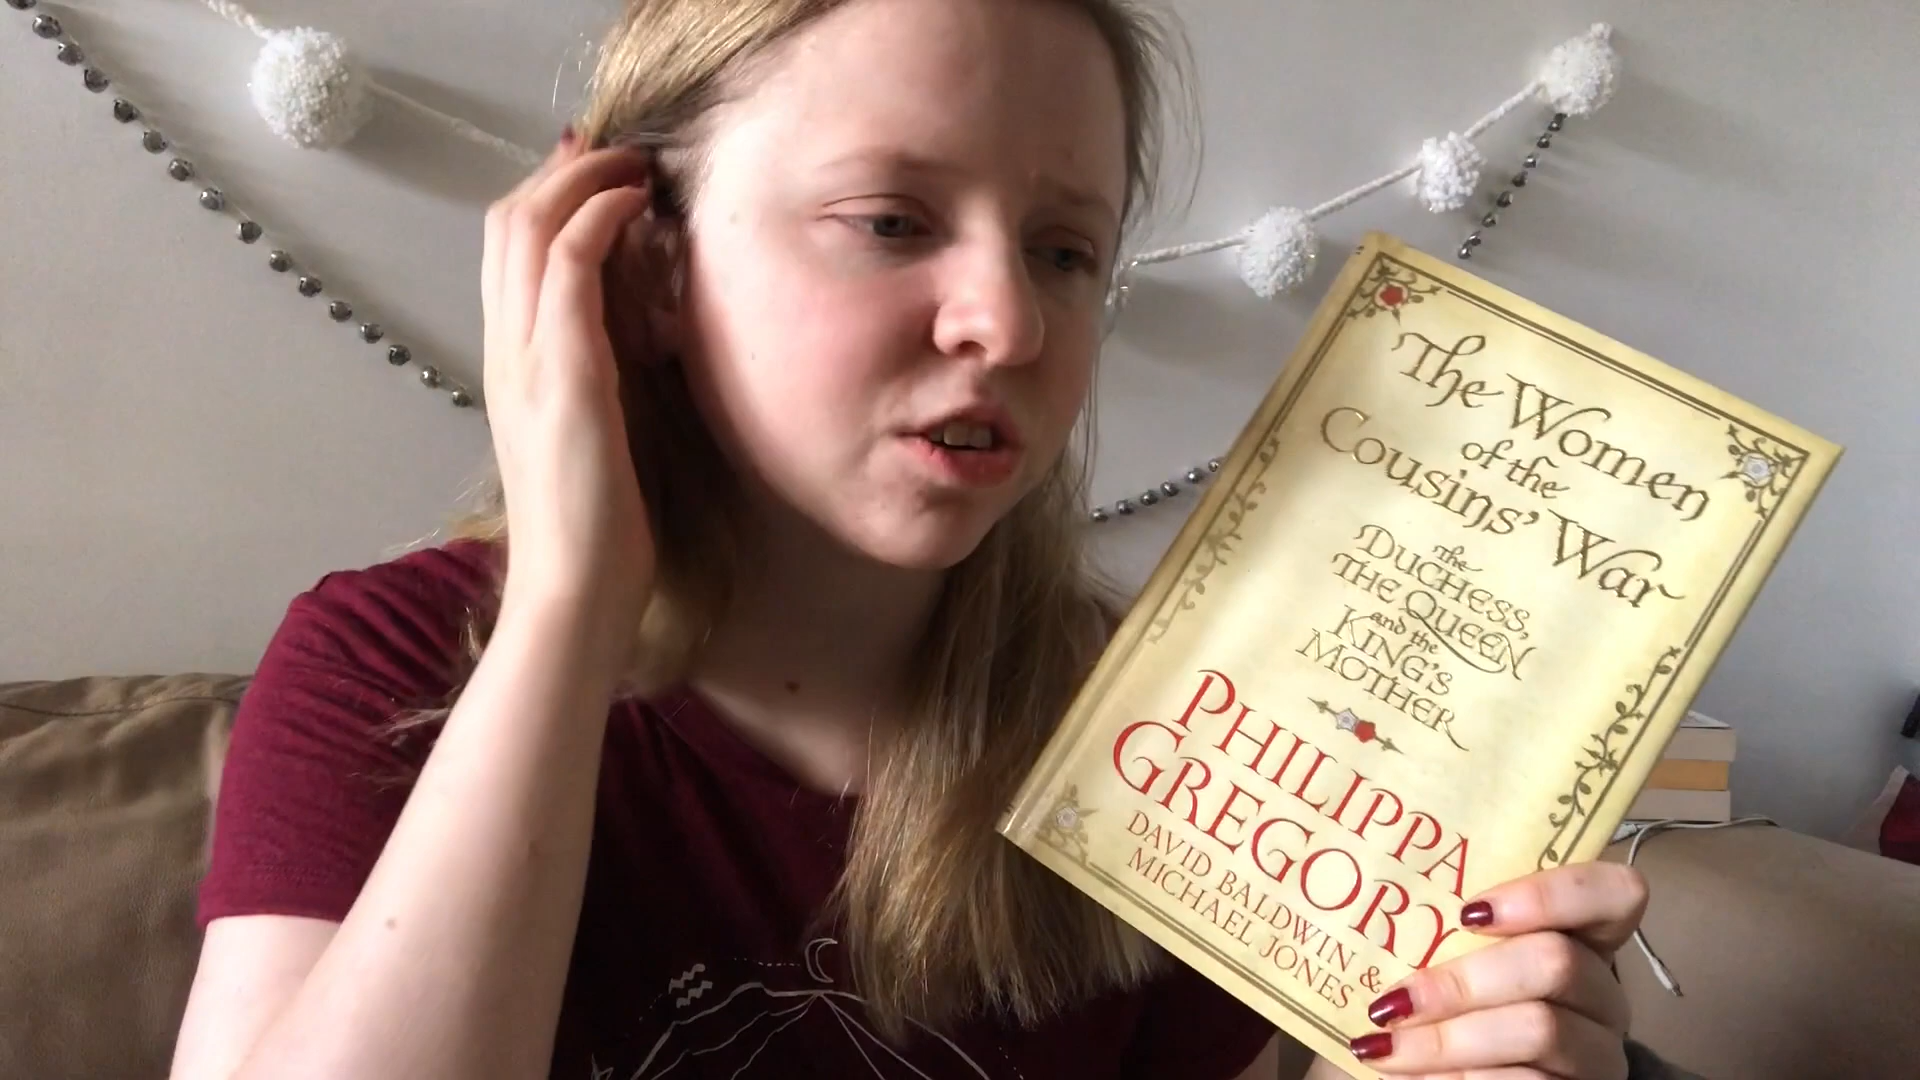 The Women
of the
Cousins' War
The
DUCHESS,
THE QUEEN
and the
KING'S
MOTHER
PHILIPPA
GREGORY
DAVID BALDWIN &
MICHAEL JONES